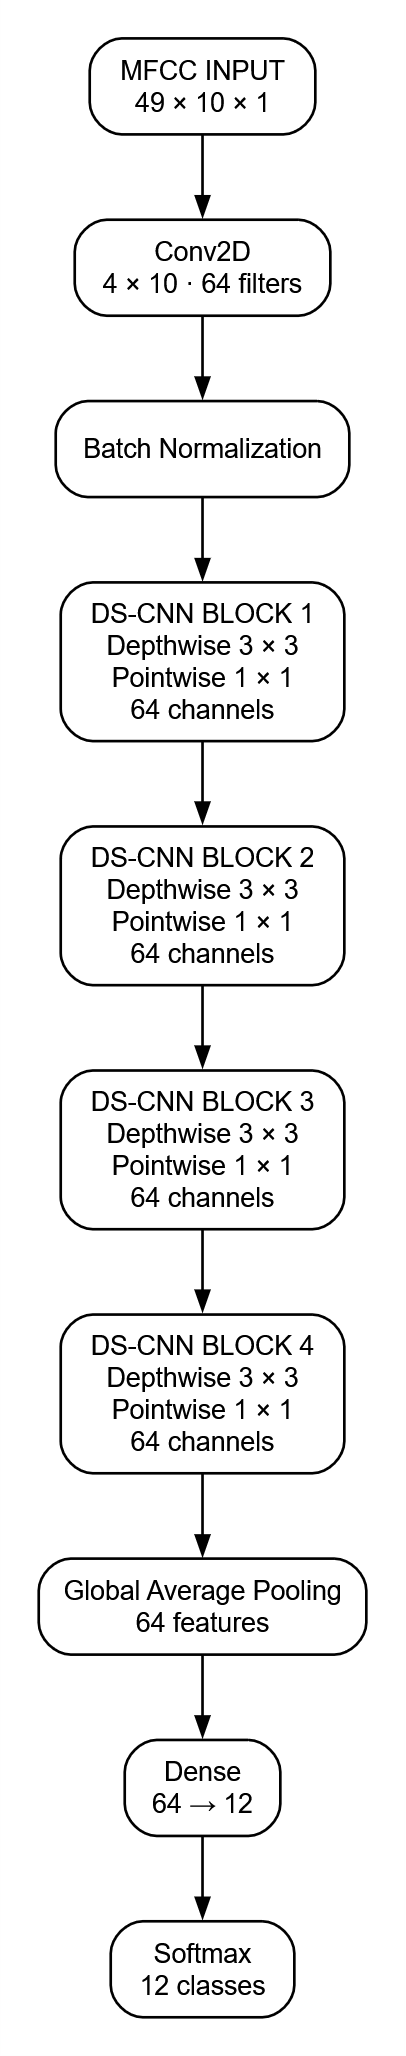 MFCC INPUT
49 × 10 × 1
Conv2D
4 × 10 · 64 filters
Batch Normalization
DS-CNN BLOCK 1
Depthwise 3 × 3
Pointwise 1 × 1
64 channels
DS-CNN BLOCK 2
Depthwise 3 × 3
Pointwise 1 × 1
64 channels
DS-CNN BLOCK 3
Depthwise 3 × 3
Pointwise 1 × 1
64 channels
DS-CNN BLOCK 4
Depthwise 3 × 3
Pointwise 1 × 1
64 channels
Global Average Pooling
64 features
Dense
64 → 12
Softmax
12 classes